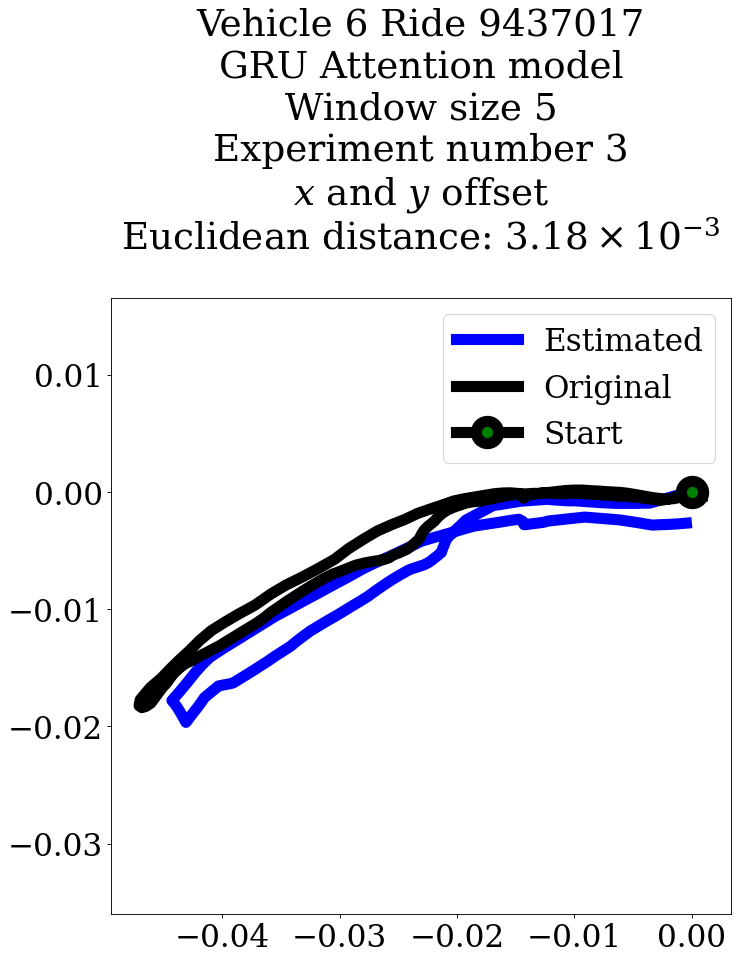 Vehicle 6 Ride 9437017
GRU Attention model
Window size 5
Experiment number 3
x and y offset
Euclidean distance: 3.18 × 10⁻³
Estimated
Original
Start
0.01
0.00
−0.01
−0.02
−0.03
−0.04 −0.03 −0.02 −0.01 0.00